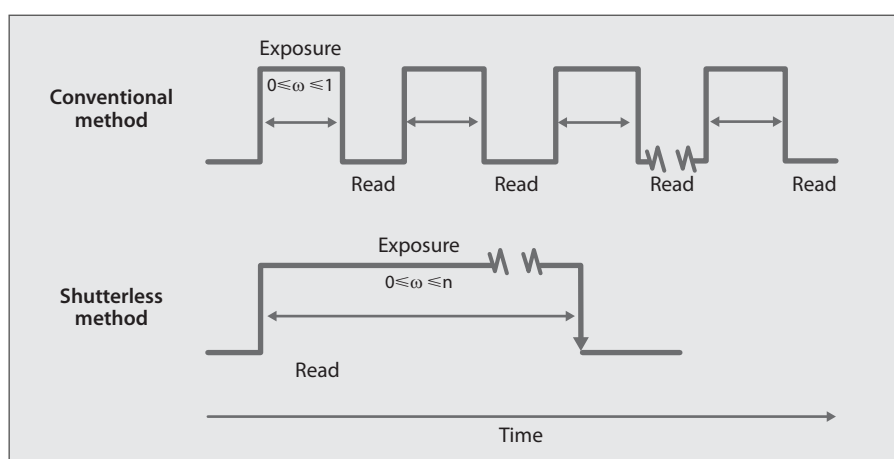 Exposure
0≤ω≤1
Conventional
method
Read
Read
Read
Read
Exposure
0≤ω≤n
Shutterless
method
Read
Time